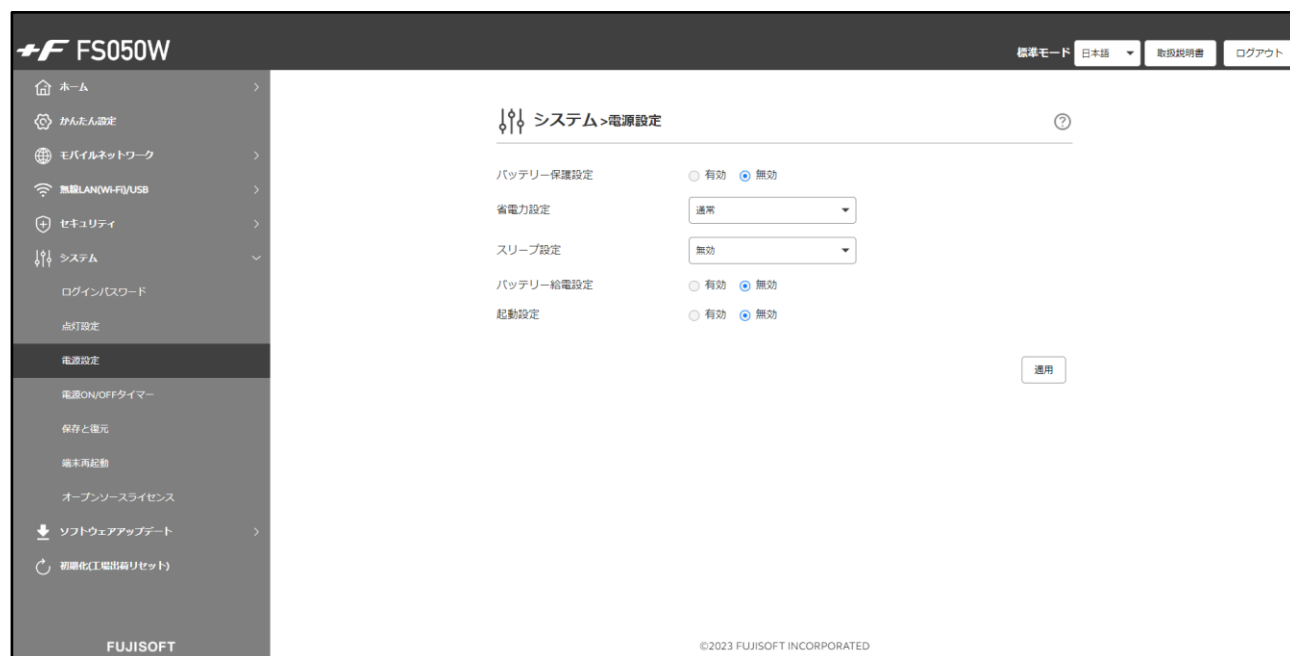 +F FS050W
標準モード 日本語 取扱説明書 ログアウト
ホーム
かんたん設定
モバイルネットワーク
無線LAN(Wi-Fi)/USB
セキュリティ
システム
ログインパスワード
点灯設定
電源設定
電源ON/OFFタイマー
保存と復元
端末再起動
オープンソースライセンス
ソフトウェアアップデート
初期化(工場出荷リセット)
FUJISOFT
システム>電源設定 ?
バッテリー保護設定 有効 無効
省電力設定 通常
スリープ設定 無効
バッテリー給電設定 有効 無効
起動設定 有効 無効
適用
©2023 FUJISOFT INCORPORATED